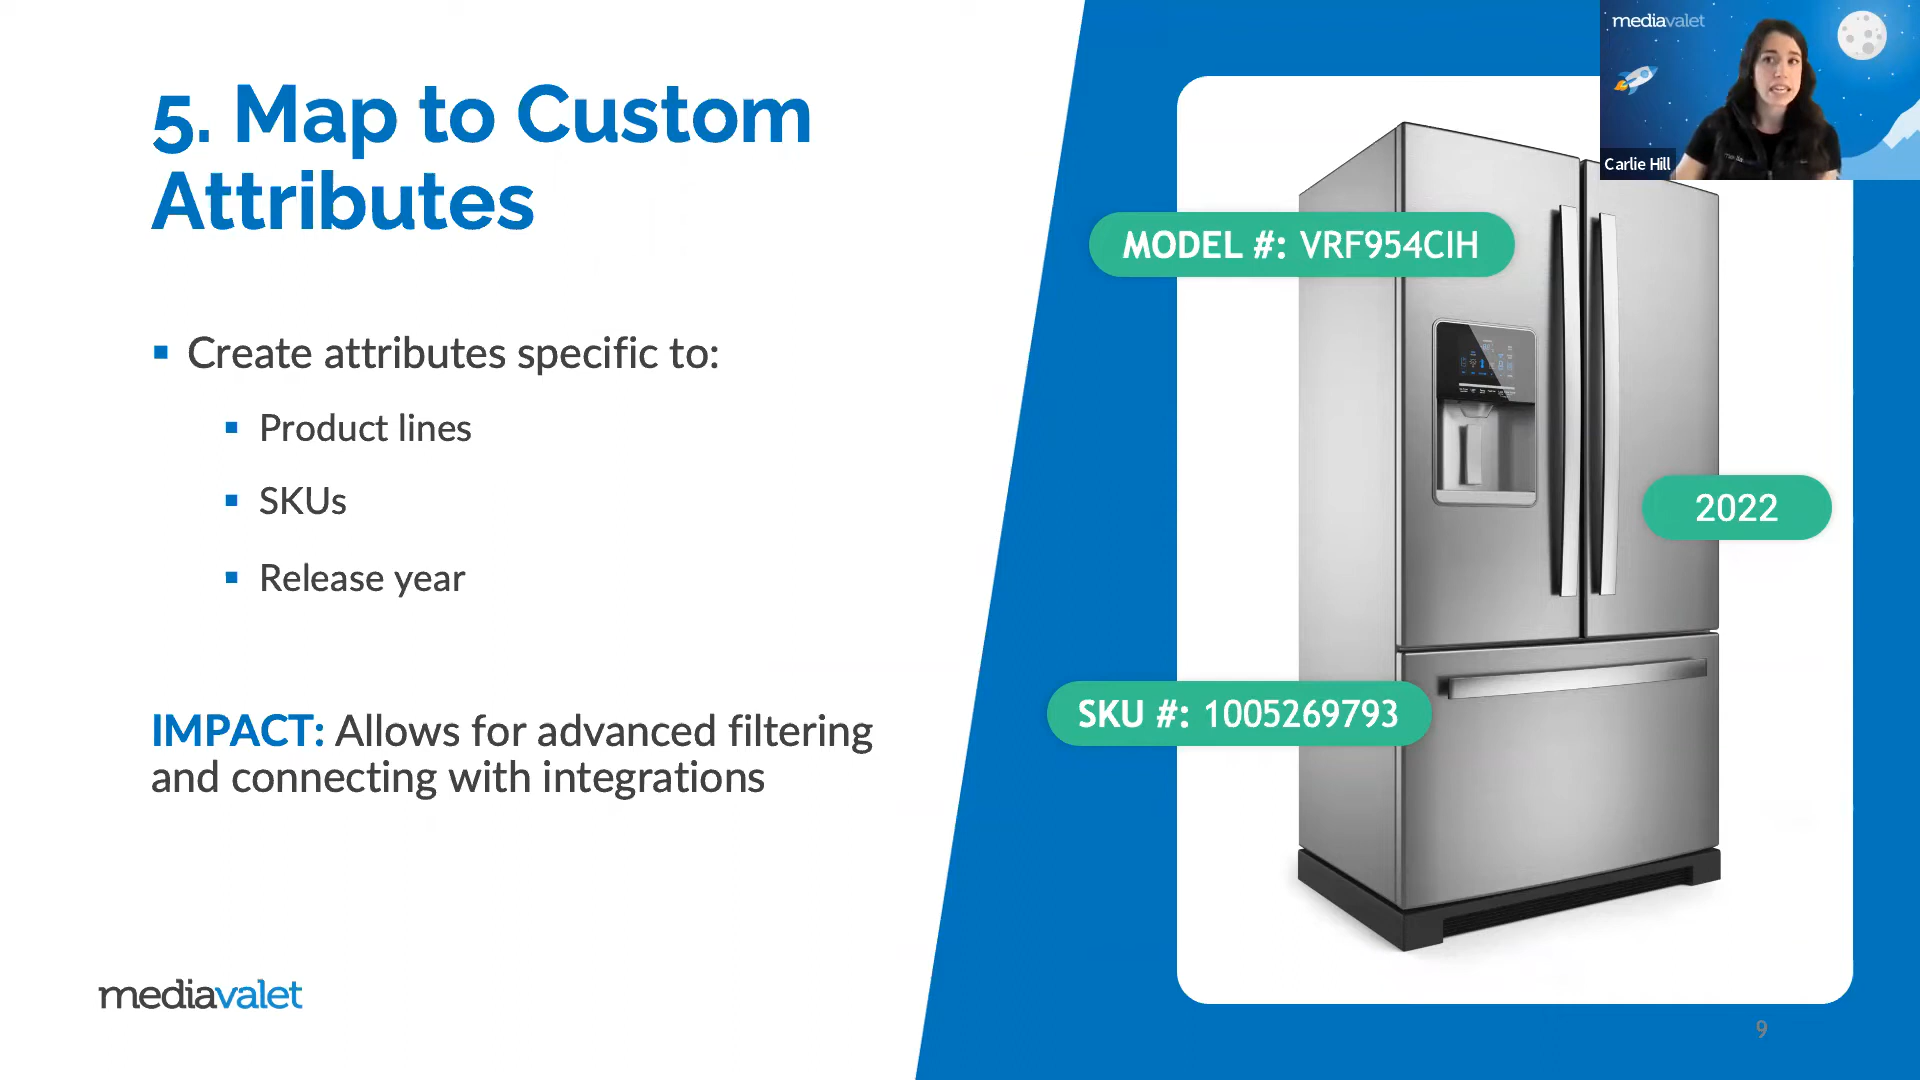 5. Map to Custom
Attributes
Create attributes specific to:
Product lines
SKUs
Release year
IMPACT: Allows for advanced filtering
and connecting with integrations
mediavalet
MODEL #: VRF954CIH
2022
SKU #: 1005269793
9
mediavalet
Carlie Hill